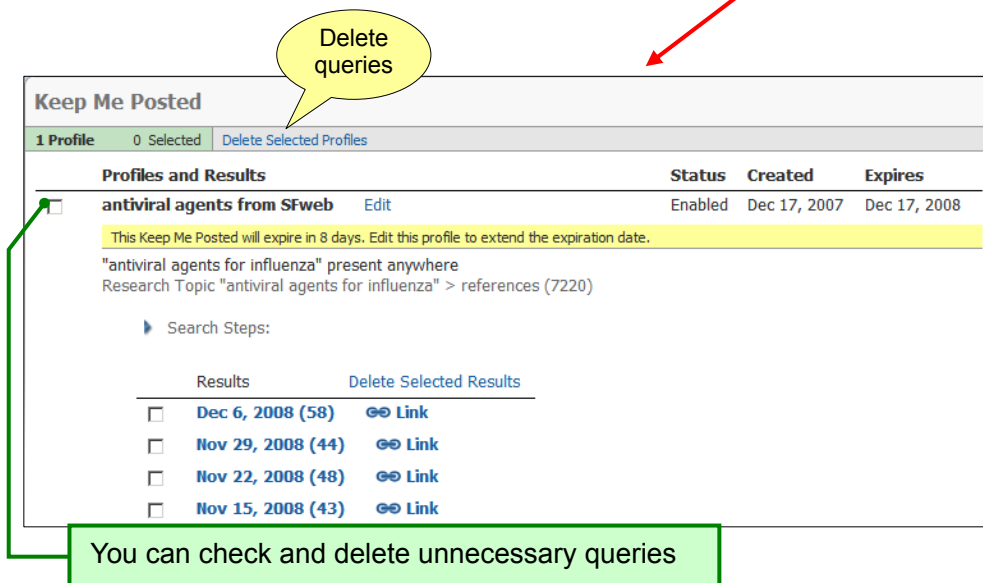 Delete
queries
Keep Me Posted
1 Profile 0 Selected Delete Selected Profiles
Profiles and Results Status Created Expires
antiviral agents from SFweb Edit Enabled Dec 17, 2007 Dec 17, 2008
This Keep Me Posted will expire in 8 days. Edit this profile to extend the expiration date.
"antiviral agents for influenza" present anywhere
Research Topic "antiviral agents for influenza" > references (7220)
Search Steps:
Results Delete Selected Results
Dec 6, 2008 (58) Link
Nov 29, 2008 (44) Link
Nov 22, 2008 (48) Link
Nov 15, 2008 (43) Link
You can check and delete unnecessary queries